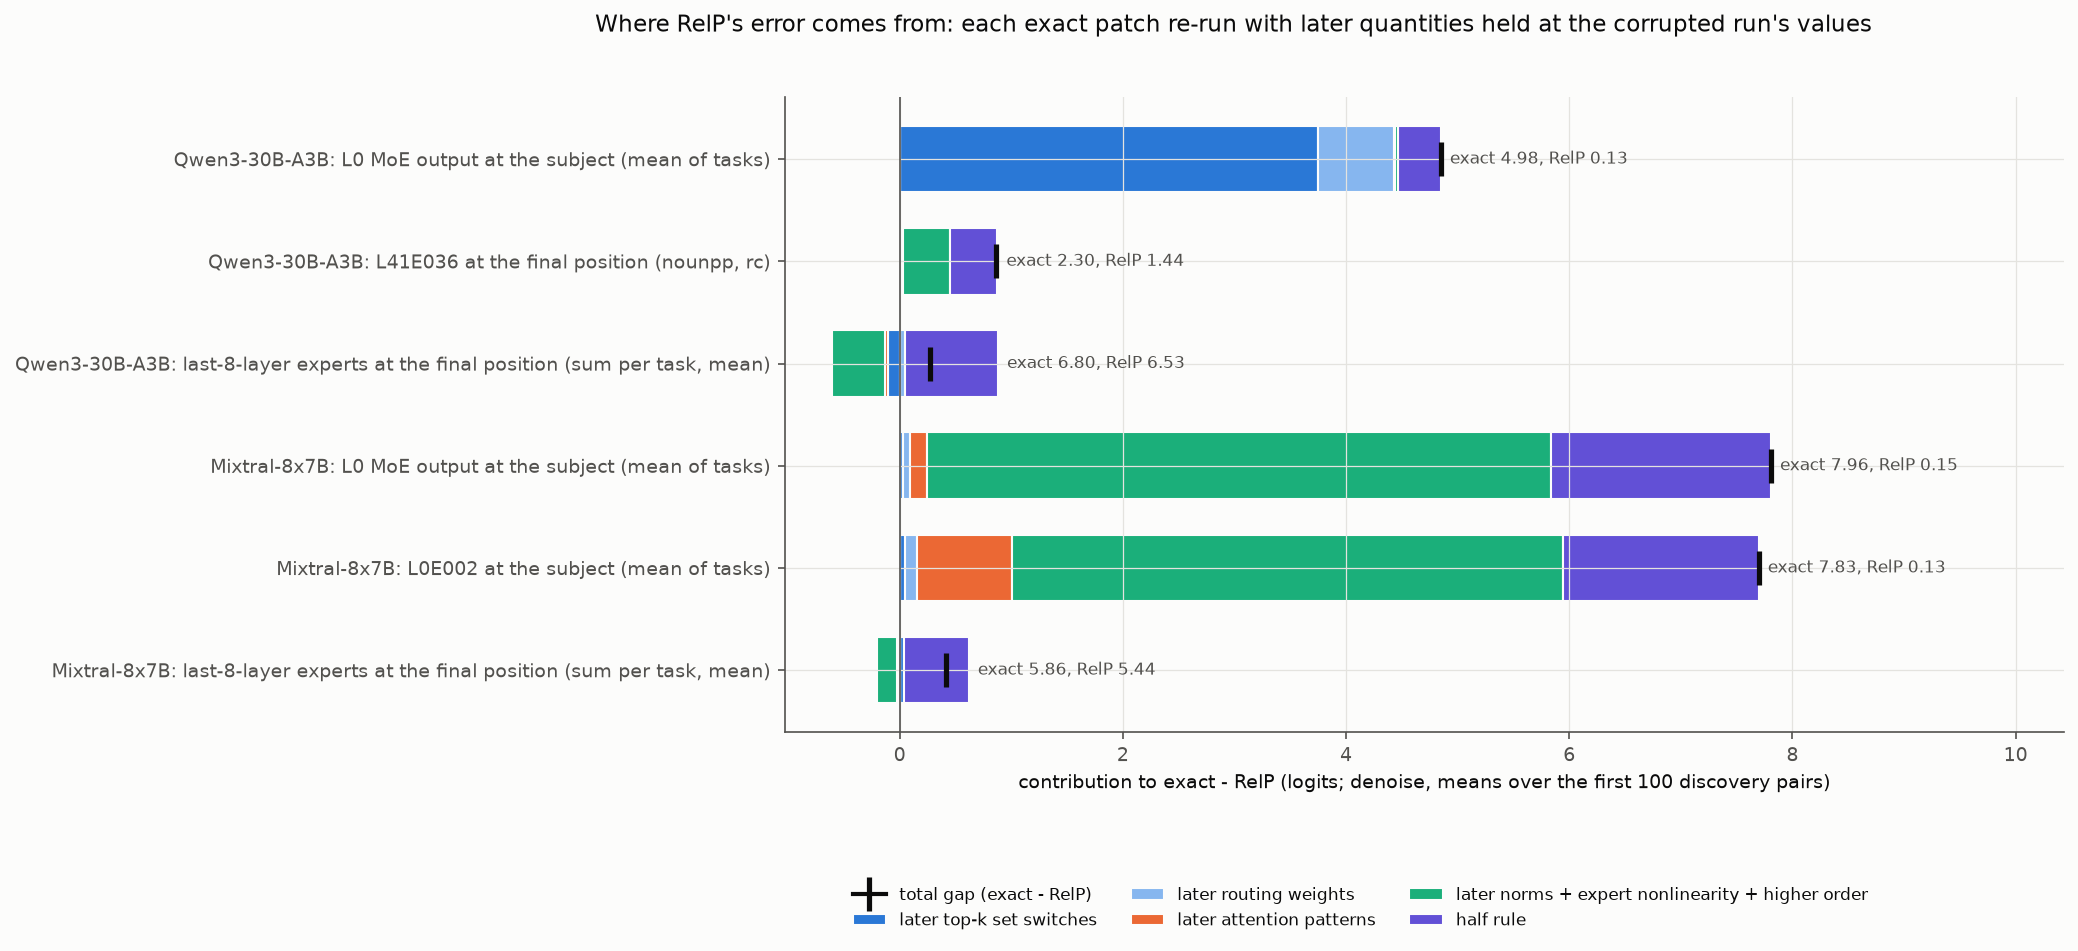 Where RelP's error comes from: each exact patch re-run with later quantities held at the corrupted run's values
Qwen3-30B-A3B: L0 MoE output at the subject (mean of tasks)
exact 4.98, RelP 0.13
Qwen3-30B-A3B: L41E036 at the final position (nounpp, rc)
exact 2.30, RelP 1.44
Qwen3-30B-A3B: last-8-layer experts at the final position (sum per task, mean)
exact 6.80, RelP 6.53
Mixtral-8x7B: L0 MoE output at the subject (mean of tasks)
exact 7.96, RelP 0.15
Mixtral-8x7B: L0E002 at the subject (mean of tasks)
exact 7.83, RelP 0.13
Mixtral-8x7B: last-8-layer experts at the final position (sum per task, mean)
exact 5.86, RelP 5.44
0 2 4 6 8 10
contribution to exact - RelP (logits; denoise, means over the first 100 discovery pairs)
total gap (exact - RelP)
later top-k set switches
later routing weights
later attention patterns
later norms + expert nonlinearity + higher order
half rule